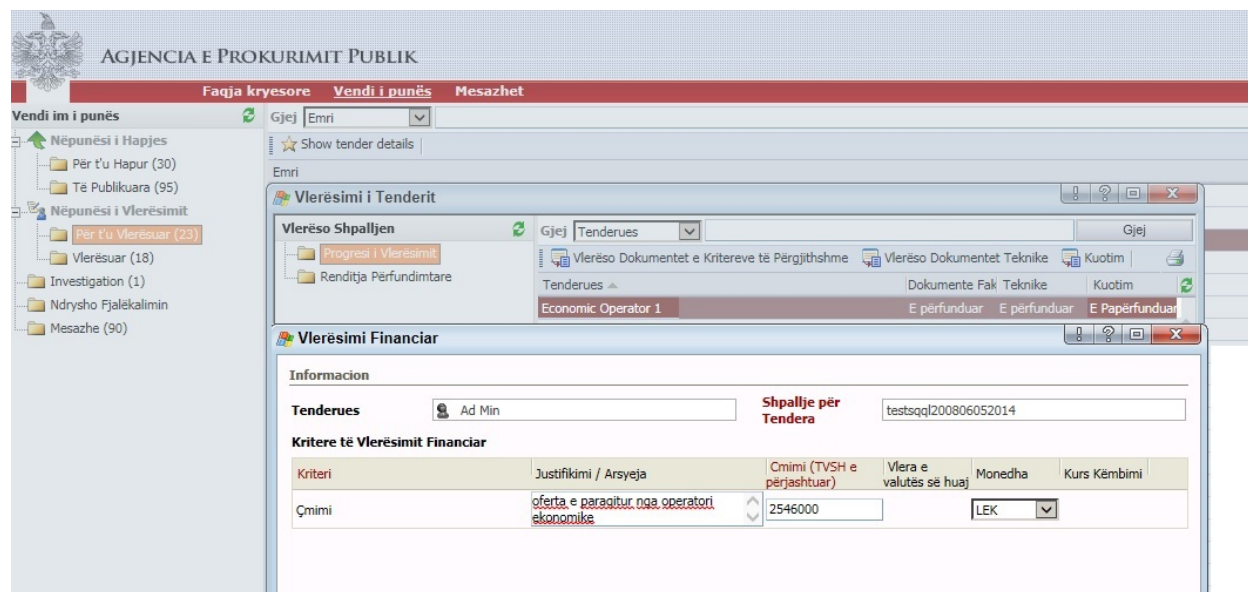 AGJENCIA E PROKURIMIT PUBLIK
Faqja kryesore Vendi i punës Mesazhet
Vendi im i punës
Nëpunësi i Hapjes
Për t'u Hapur (30)
Të Publikuara (95)
Nëpunësi i Vlerësimit
Për t'u Vlerësuar (23)
Vlerësuar (18)
Investigation (1)
Ndrysho Fjalëkalimin
Mesazhe (90)
Gjej Emri
Show tender details
Emri
Vlerësimi i Tenderit
Vlerëso Shpalljen
Progresi i Vlerësimit
Renditja Përfundimtare
Gjej Tenderues Gjej
Vlerëso Dokumentet e Kritereve të Përgjithshme Vlerëso Dokumentet Teknike Kuotim
Tenderues Dokumente Fak Teknike Kuotim
Economic Operator 1 E përfunduar E përfunduar E Papërfunduar
Vlerësimi Financiar
Informacion
Tenderues Ad Min Shpallje për Tendera testsqql200806052014
Kritere të Vlerësimit Financiar
Kriteri Justifikimi / Arsyeja Cmimi (TVSH e përjashtuar) Vlera e valutës së huaj Monedha Kurs Këmbimi
Çmimi oferta e paraqitur nga operatori ekonomike 2546000 LEK